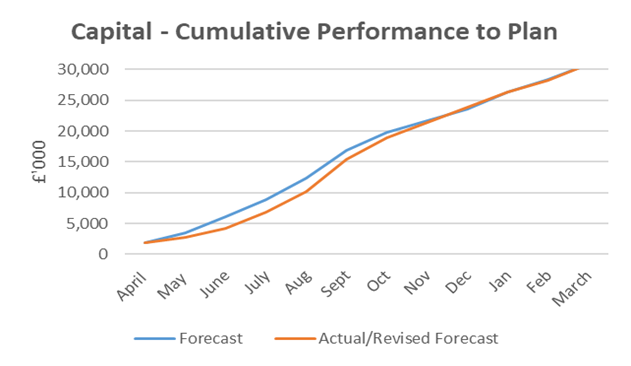 Capital - Cumulative Performance to Plan
30,000
25,000
20,000
15,000
10,000
5,000
0
£'000
April May June July Aug Sept Oct Nov Dec Jan Feb March
Forecast Actual/Revised Forecast